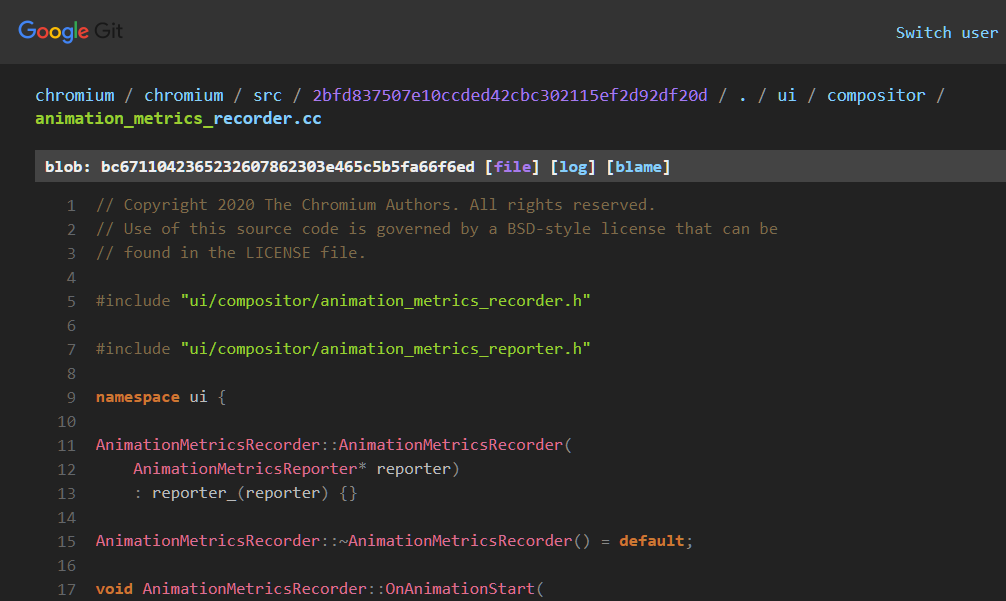 Google Git
Switch user
chromium / chromium / src / 2bfd837507e10ccded42cbc302115ef2d92df20d / . / ui / compositor /
animation_metrics_recorder.cc
blob: bc6711042365232607862303e465c5b5fa66f6ed [file] [log] [blame]
1 // Copyright 2020 The Chromium Authors. All rights reserved.
2 // Use of this source code is governed by a BSD-style license that can be
3 // found in the LICENSE file.
4
5 #include "ui/compositor/animation_metrics_recorder.h"
6
7 #include "ui/compositor/animation_metrics_reporter.h"
8
9 namespace ui {
10
11 AnimationMetricsRecorder::AnimationMetricsRecorder(
12     AnimationMetricsReporter* reporter)
13     : reporter_(reporter) {}
14
15 AnimationMetricsRecorder::~AnimationMetricsRecorder() = default;
16
17 void AnimationMetricsRecorder::OnAnimationStart(